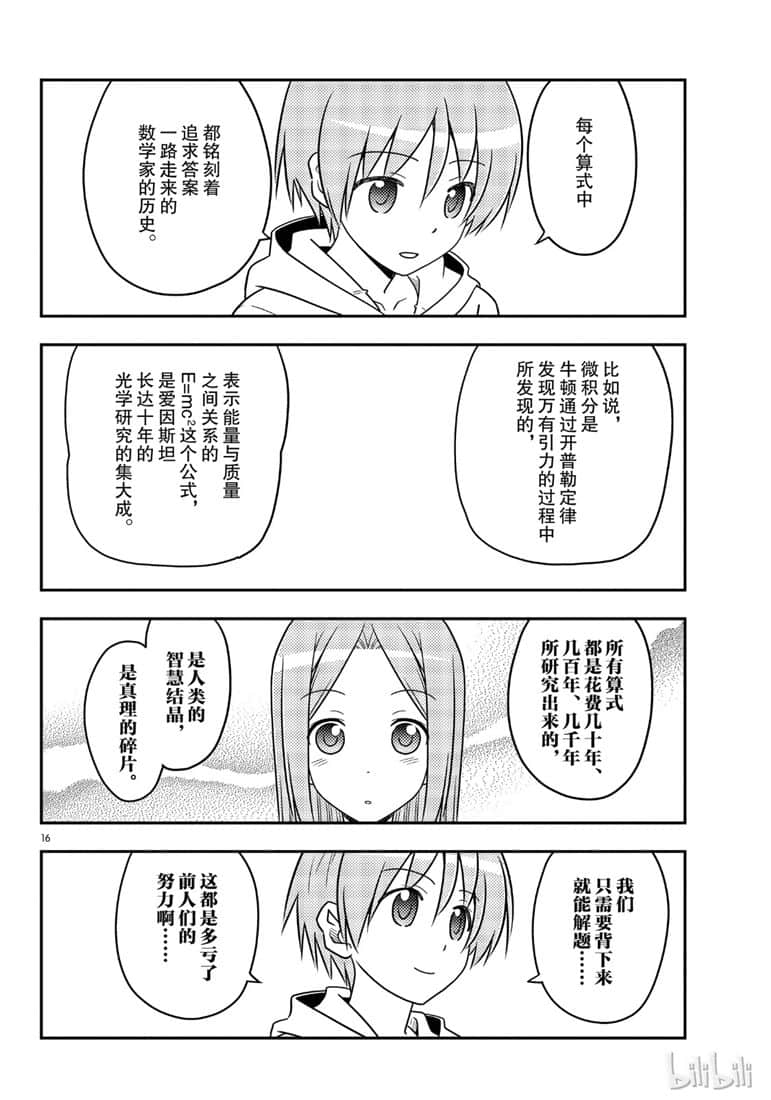 每个算式中
都铭刻着
追求答案
一路走来的
数学家的历史。
比如说，
微积分是
牛顿通过开普勒定律
发现万有引力的过程中
所发现的，
表示能量与质量
之间关系的
E=mc²这个公式，
是爱因斯坦
长达十年的
光学研究的集大成。
所有算式
都是花费几十年、
几百年、几千年
所研究出来的，
是人类的
智慧结晶，
是真理的碎片。
16
我们
只需要背下来
就能解题……
这都是多亏了
前人们的
努力啊……
bilibili